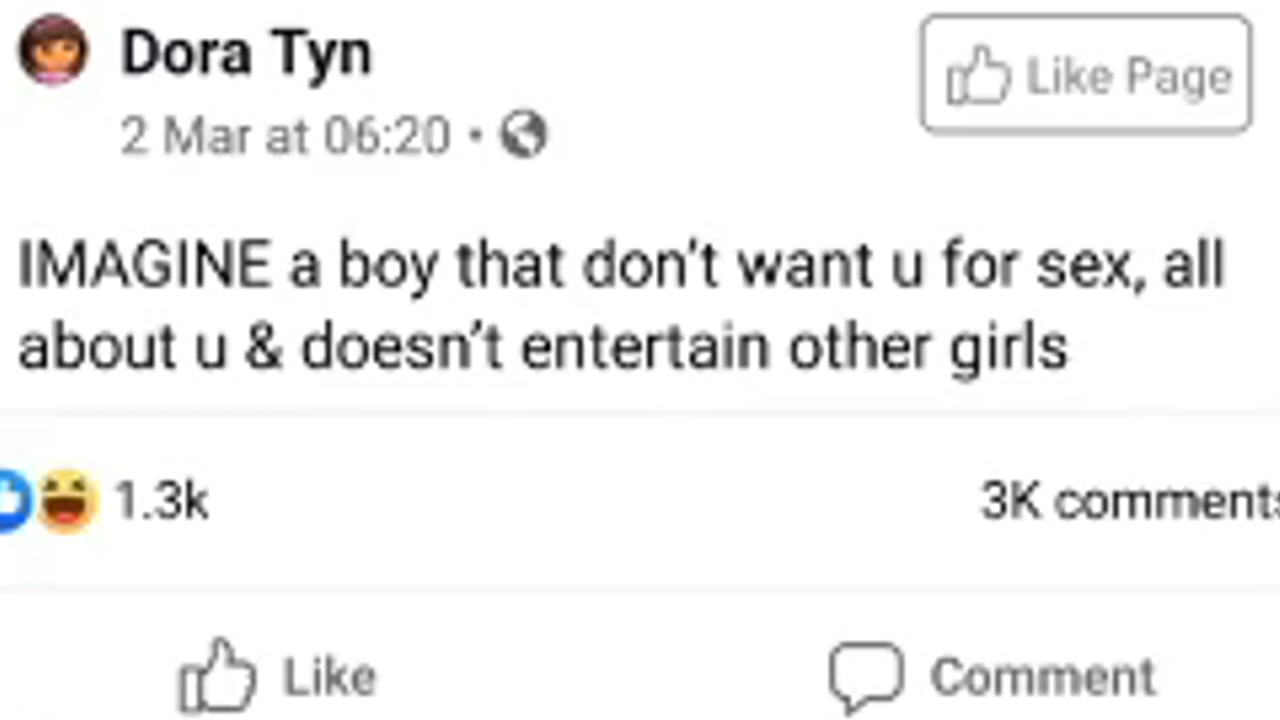 Dora Tyn
Like Page
2 Mar at 06:20 •
IMAGINE a boy that don’t want u for sex, all
about u & doesn’t entertain other girls
1.3k
3K comments
Like
Comment